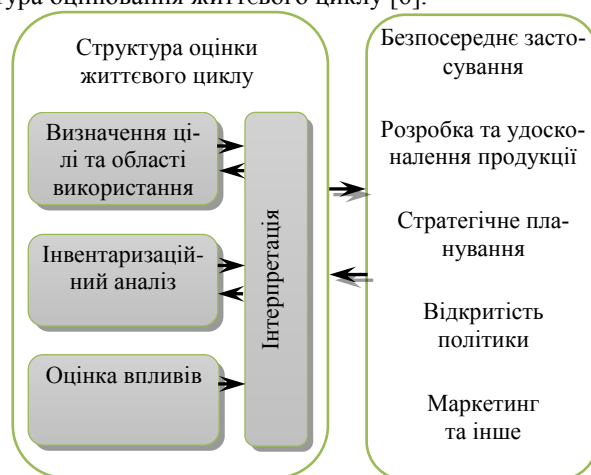 тура оцінювання життєвого циклу [6].
Структура оцінки
життєвого циклу
Визначення ці-
лі та області
використання
Інвентаризацій-
ний аналіз
Оцінка впливів
Інтерпретація
Безпосереднє засто-
сування
Розробка та удоско-
налення продукції
Стратегічне пла-
нування
Відкритість
політики
Маркетинг
та інше